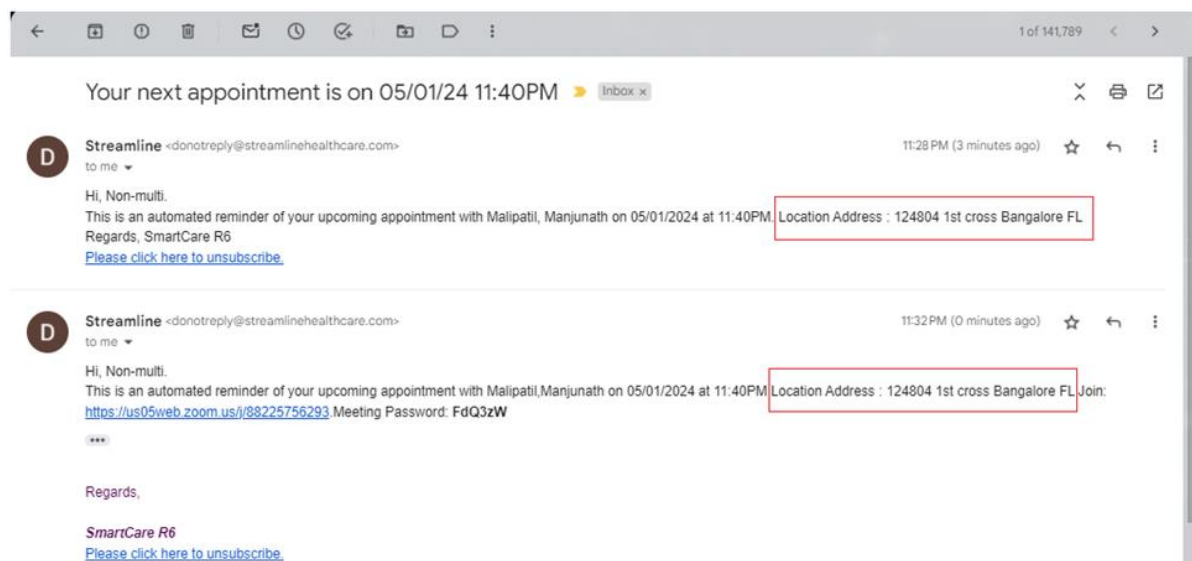 1 of 141,789
Your next appointment is on 05/01/24 11:40PM Inbox x
D
Streamline <donotreply@streamlinehealthcare.com> 11:28 PM (3 minutes ago)
to me
Hi, Non-multi.
This is an automated reminder of your upcoming appointment with Malipatil, Manjunath on 05/01/2024 at 11:40PM. Location Address : 124804 1st cross Bangalore FL
Regards, SmartCare R6
Please click here to unsubscribe.
D
Streamline <donotreply@streamlinehealthcare.com> 11:32 PM (0 minutes ago)
to me
Hi, Non-multi.
This is an automated reminder of your upcoming appointment with Malipatil,Manjunath on 05/01/2024 at 11:40PM Location Address : 124804 1st cross Bangalore FL Join:
https://us05web.zoom.us/j/88225756293.Meeting Password: FdQ3zW
Regards,
SmartCare R6
Please click here to unsubscribe.